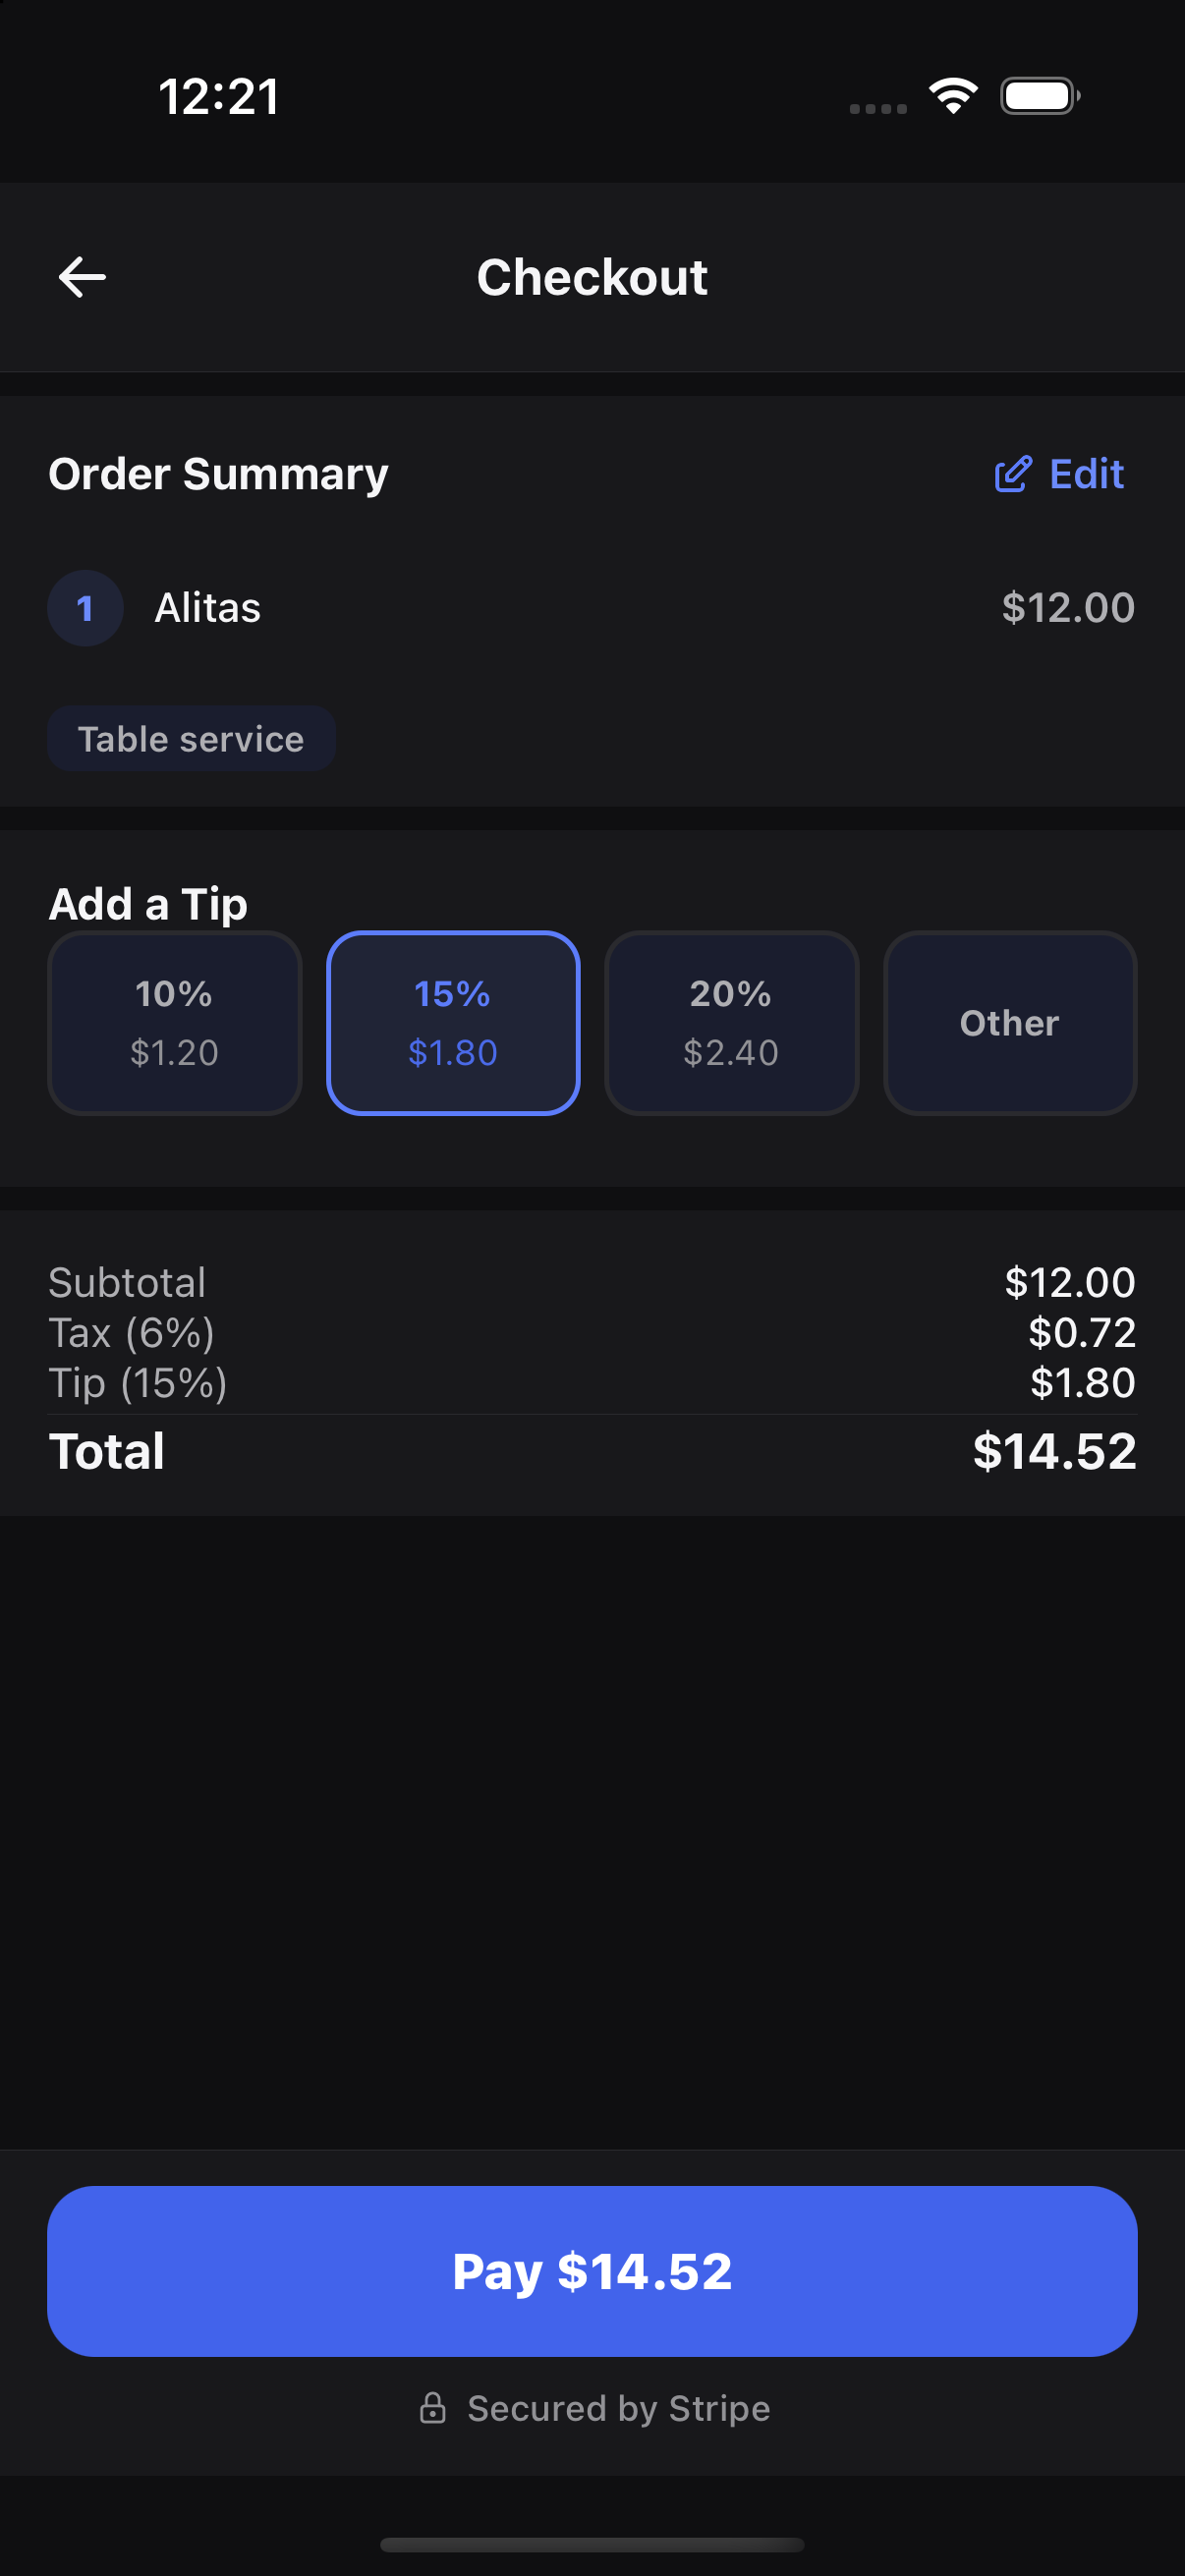 12:21
Checkout
Order Summary
Edit
1 Alitas $12.00
Table service
Add a Tip
10% 15% 20% Other
$1.20 $1.80 $2.40
Subtotal $12.00
Tax (6%) $0.72
Tip (15%) $1.80
Total $14.52
Pay $14.52
Secured by Stripe